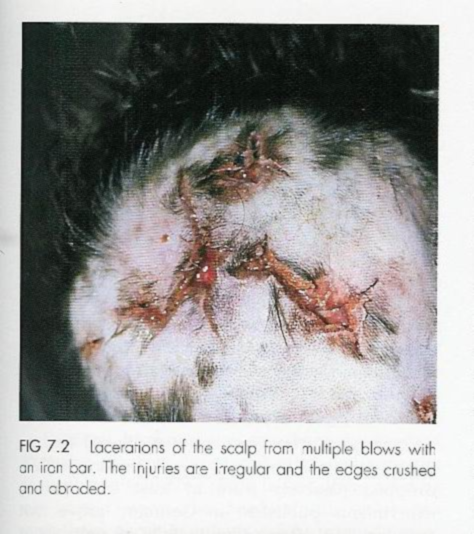 FIG 7.2 Lacerations of the scalp from multiple blows with
an iron bar. The injuries are irregular and the edges crushed
and abraded.